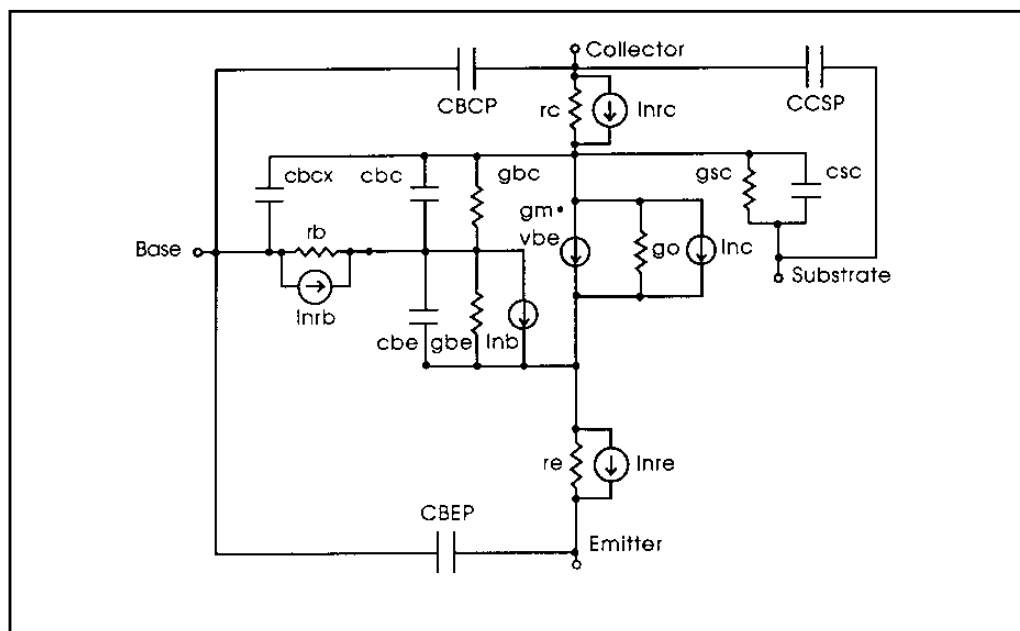 Collector
CBCP
CCSP
rc
Inrc
cbcx
cbc
gbc
gsc
csc
gm•
vbe
rb
Base
go
Inc
Substrate
Inrb
cbe
gbe
Inb
re
Inre
CBEP
Emitter